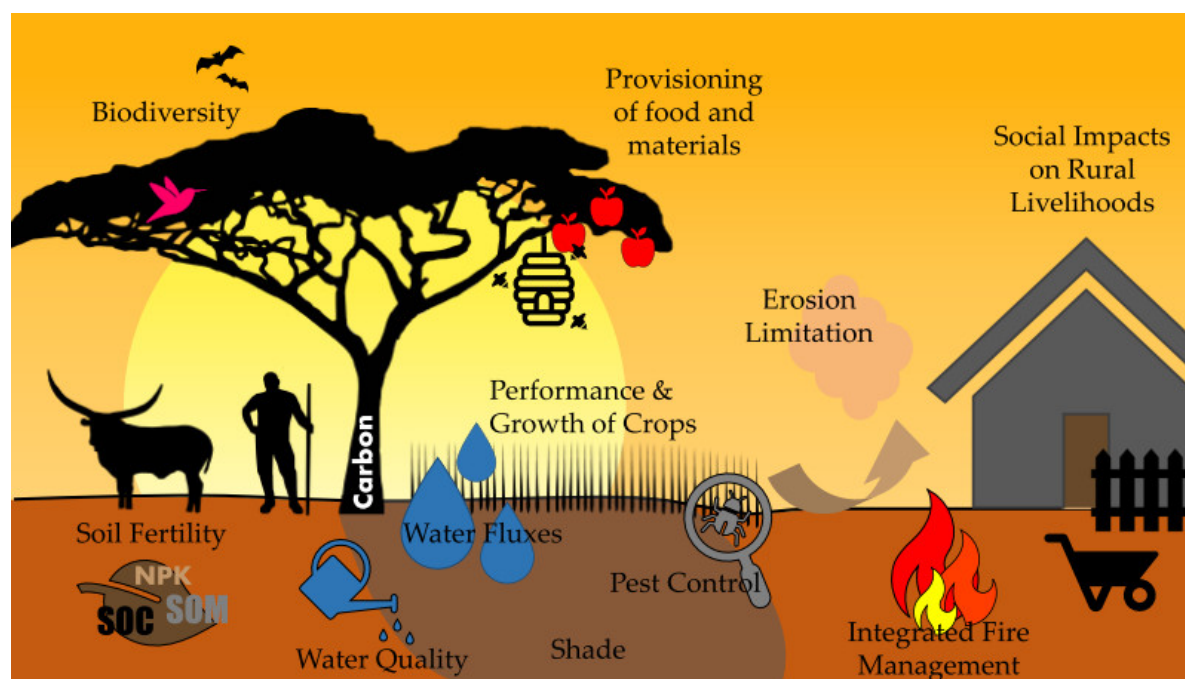 Biodiversity
Provisioning
of food and
materials
Social Impacts
on Rural
Livelihoods
Erosion
Limitation
Performance &
Growth of Crops
Carbon
Soil Fertility
NPK
SOC
SOM
Water Fluxes
Pest Control
Water Quality
Shade
Integrated Fire
Management